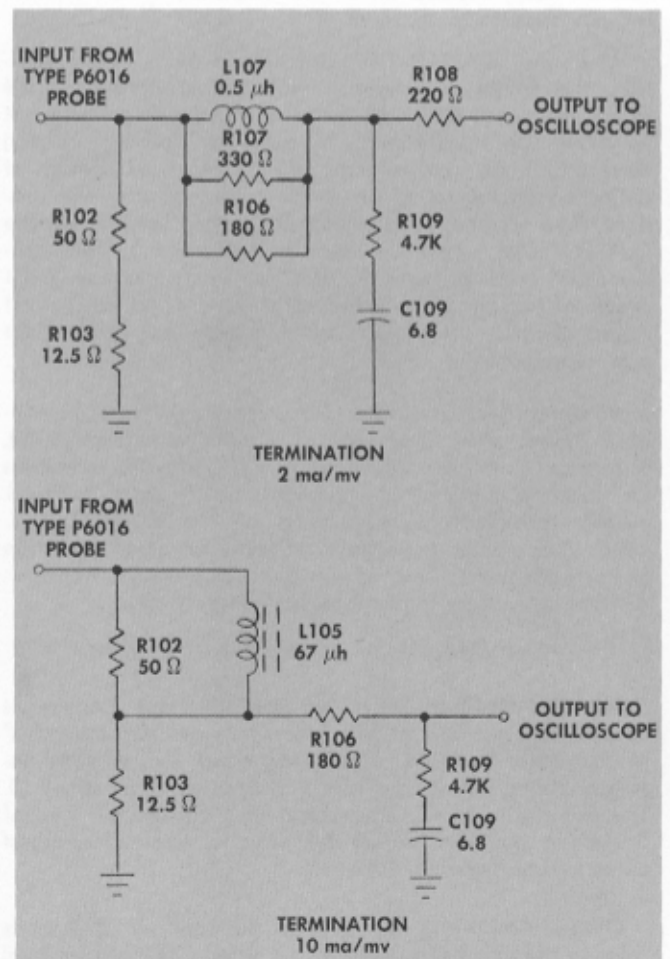 INPUT FROM
TYPE P6016
PROBE
L107
0.5 μh
R107
330 Ω
R106
180 Ω
R108
220 Ω
OUTPUT TO
OSCILLOSCOPE
R102
50 Ω
R103
12.5 Ω
R109
4.7K
C109
6.8
TERMINATION
2 ma/mv
INPUT FROM
TYPE P6016
PROBE
R102
50 Ω
L105
67 μh
R103
12.5 Ω
R106
180 Ω
OUTPUT TO
OSCILLOSCOPE
R109
4.7K
C109
6.8
TERMINATION
10 ma/mv